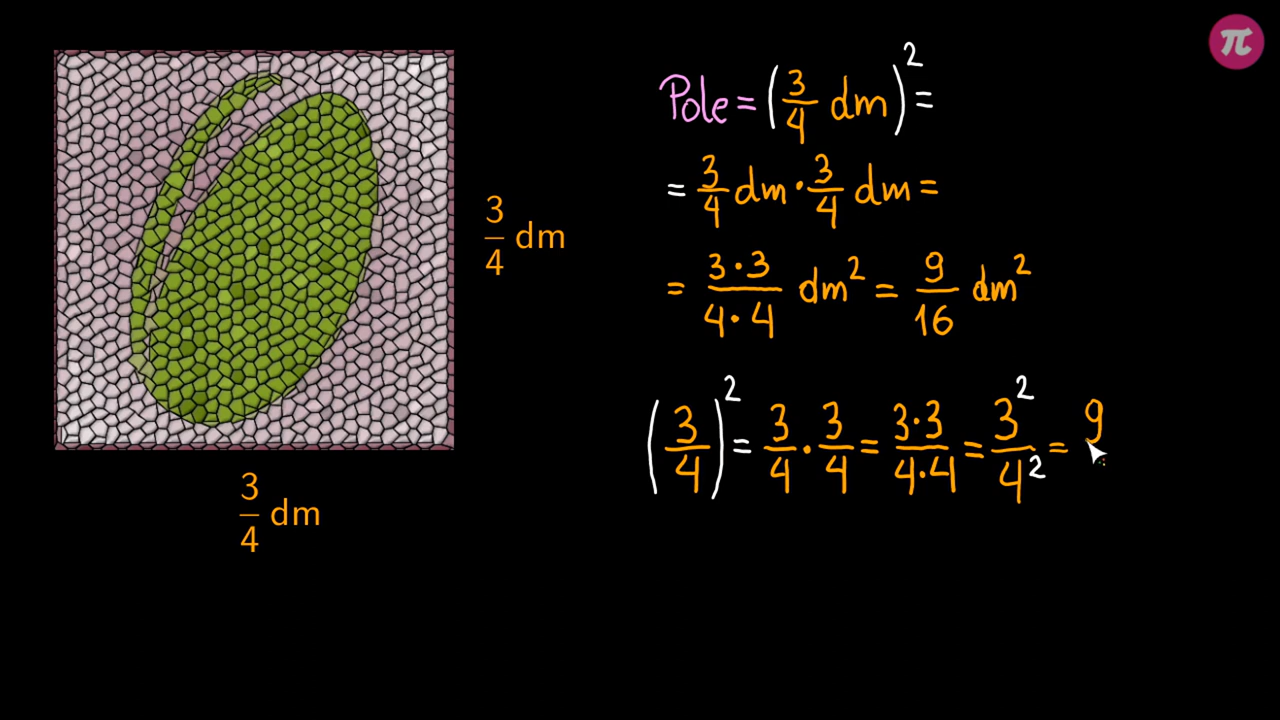 π
3/4 dm
3/4 dm
Pole = (3/4 dm)² =
= 3/4 dm · 3/4 dm =
= 3·3/4·4 dm² = 9/16 dm²
(3/4)² = 3/4 · 3/4 = 3·3/4·4 = 3²/4² = 9